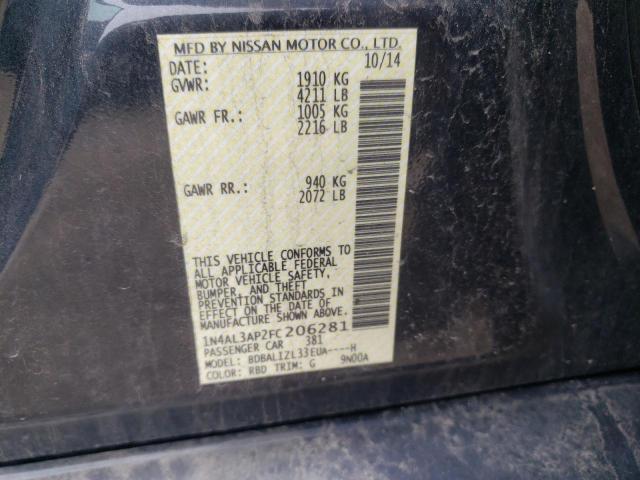 MFD BY NISSAN MOTOR CO., LTD.
DATE: 10/14
GVWR: 1910 KG
4211 LB
GAWR FR.: 1005 KG
2216 LB
GAWR RR.: 940 KG
2072 LB
THIS VEHICLE CONFORMS TO
ALL APPLICABLE FEDERAL
MOTOR VEHICLE SAFETY,
BUMPER, AND THEFT
PREVENTION STANDARDS IN
EFFECT ON THE DATE OF
MANUFACTURE SHOWN ABOVE.
1N4AL3AP2FC206281
PASSENGER CAR 381
MODEL: BDBALIZL33EUA----H
COLOR: RBD TRIM: G 9N00A